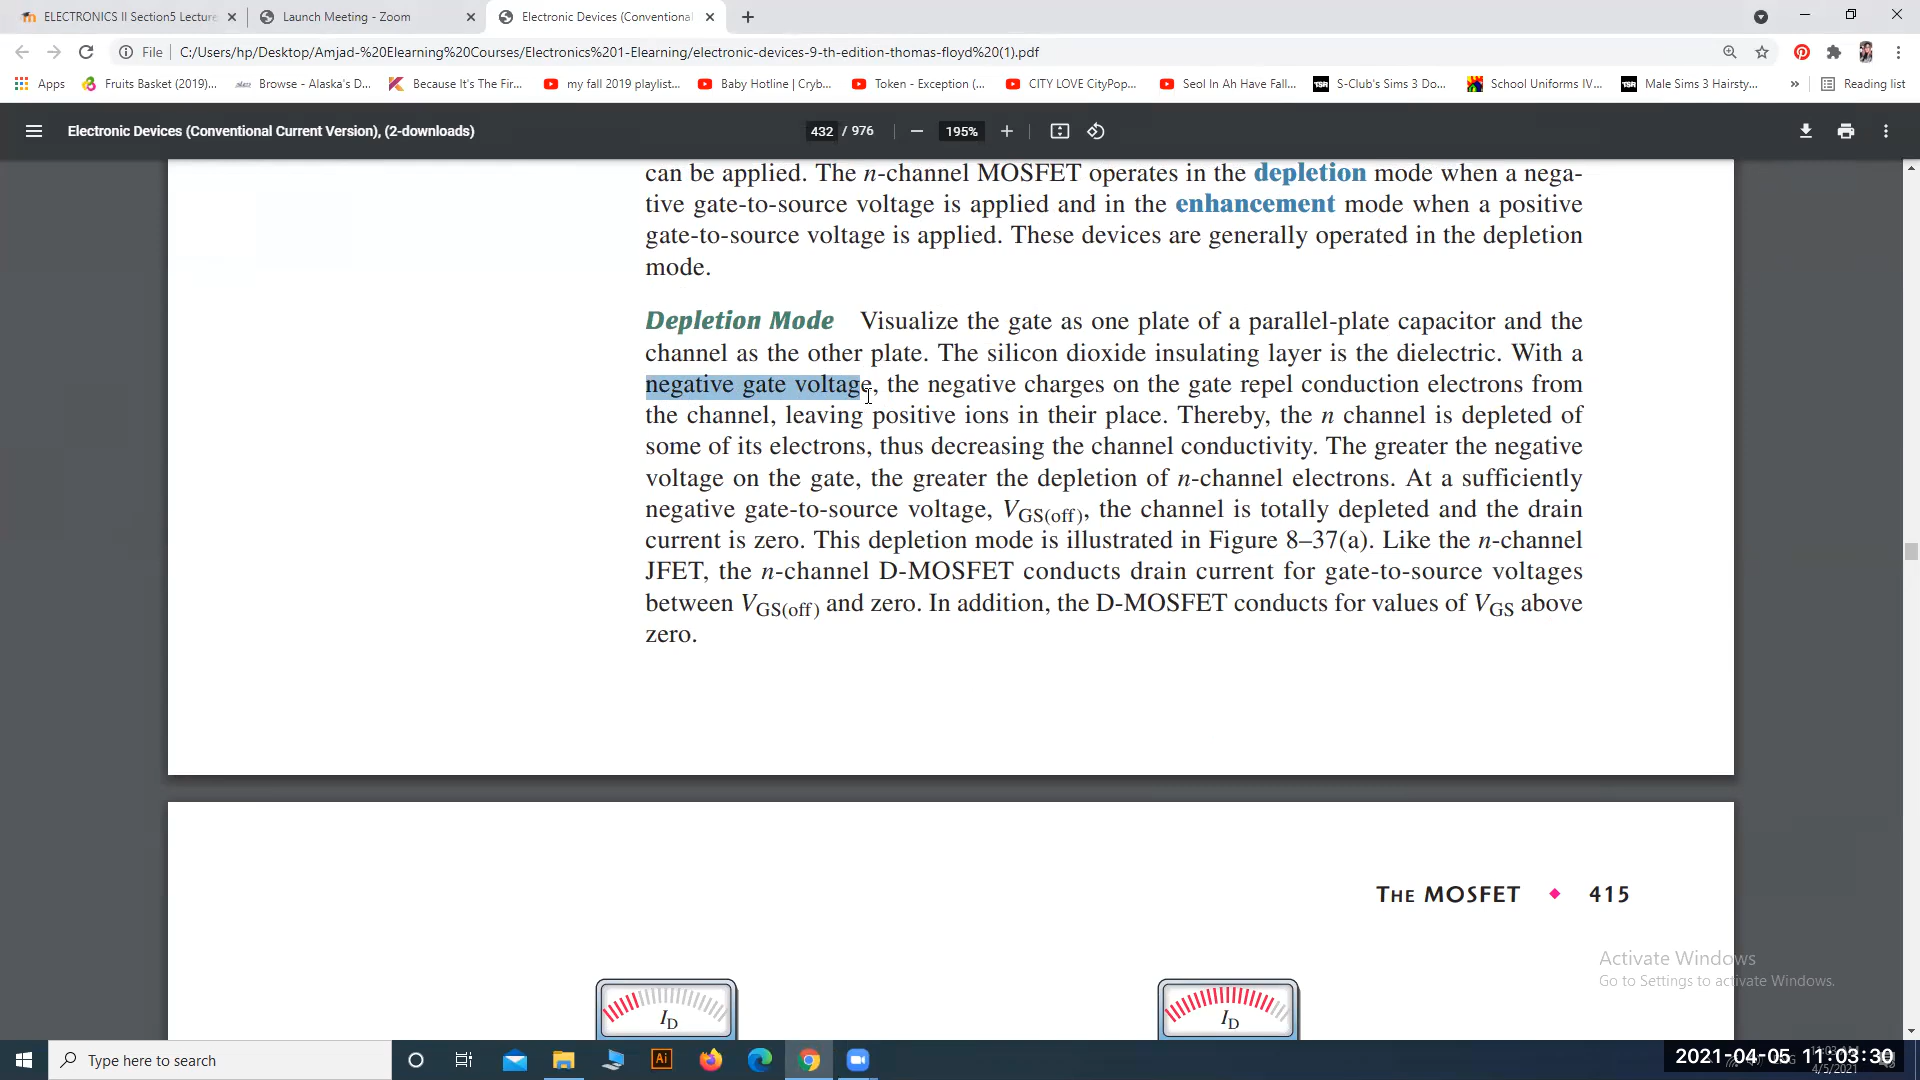 ELECTRONICS II Section5 Lecture
Launch Meeting - Zoom
Electronic Devices (Conventional
File C:/Users/hp/Desktop/Amjad-%20Elearning%20Courses/Electronics%201-Elearning/electronic-devices-9-th-edition-thomas-floyd%20(1).pdf
Apps Fruits Basket (2019)... Browse - Alaska's D... Because It's The Fir... my fall 2019 playlist... Baby Hotline | Cryb... Token - Exception (... CITY LOVE CityPop... Seol In Ah Have Fall... TSR S-Club's Sims 3 Do... School Uniforms IV... TSR Male Sims 3 Hairsty... » Reading list
Electronic Devices (Conventional Current Version), (2-downloads) 432 / 976 195%
can be applied. The n-channel MOSFET operates in the depletion mode when a nega-
tive gate-to-source voltage is applied and in the enhancement mode when a positive
gate-to-source voltage is applied. These devices are generally operated in the depletion
mode.
Depletion Mode Visualize the gate as one plate of a parallel-plate capacitor and the
channel as the other plate. The silicon dioxide insulating layer is the dielectric. With a
negative gate voltage, the negative charges on the gate repel conduction electrons from
the channel, leaving positive ions in their place. Thereby, the n channel is depleted of
some of its electrons, thus decreasing the channel conductivity. The greater the negative
voltage on the gate, the greater the depletion of n-channel electrons. At a sufficiently
negative gate-to-source voltage, VGS(off), the channel is totally depleted and the drain
current is zero. This depletion mode is illustrated in Figure 8–37(a). Like the n-channel
JFET, the n-channel D-MOSFET conducts drain current for gate-to-source voltages
between VGS(off) and zero. In addition, the D-MOSFET conducts for values of VGS above
zero.
THE MOSFET ◆ 415
Activate Windows
Go to Settings to activate Windows.
ID
ID
Type here to search
Ai
2021-04-05 11:03:30
4/5/2021